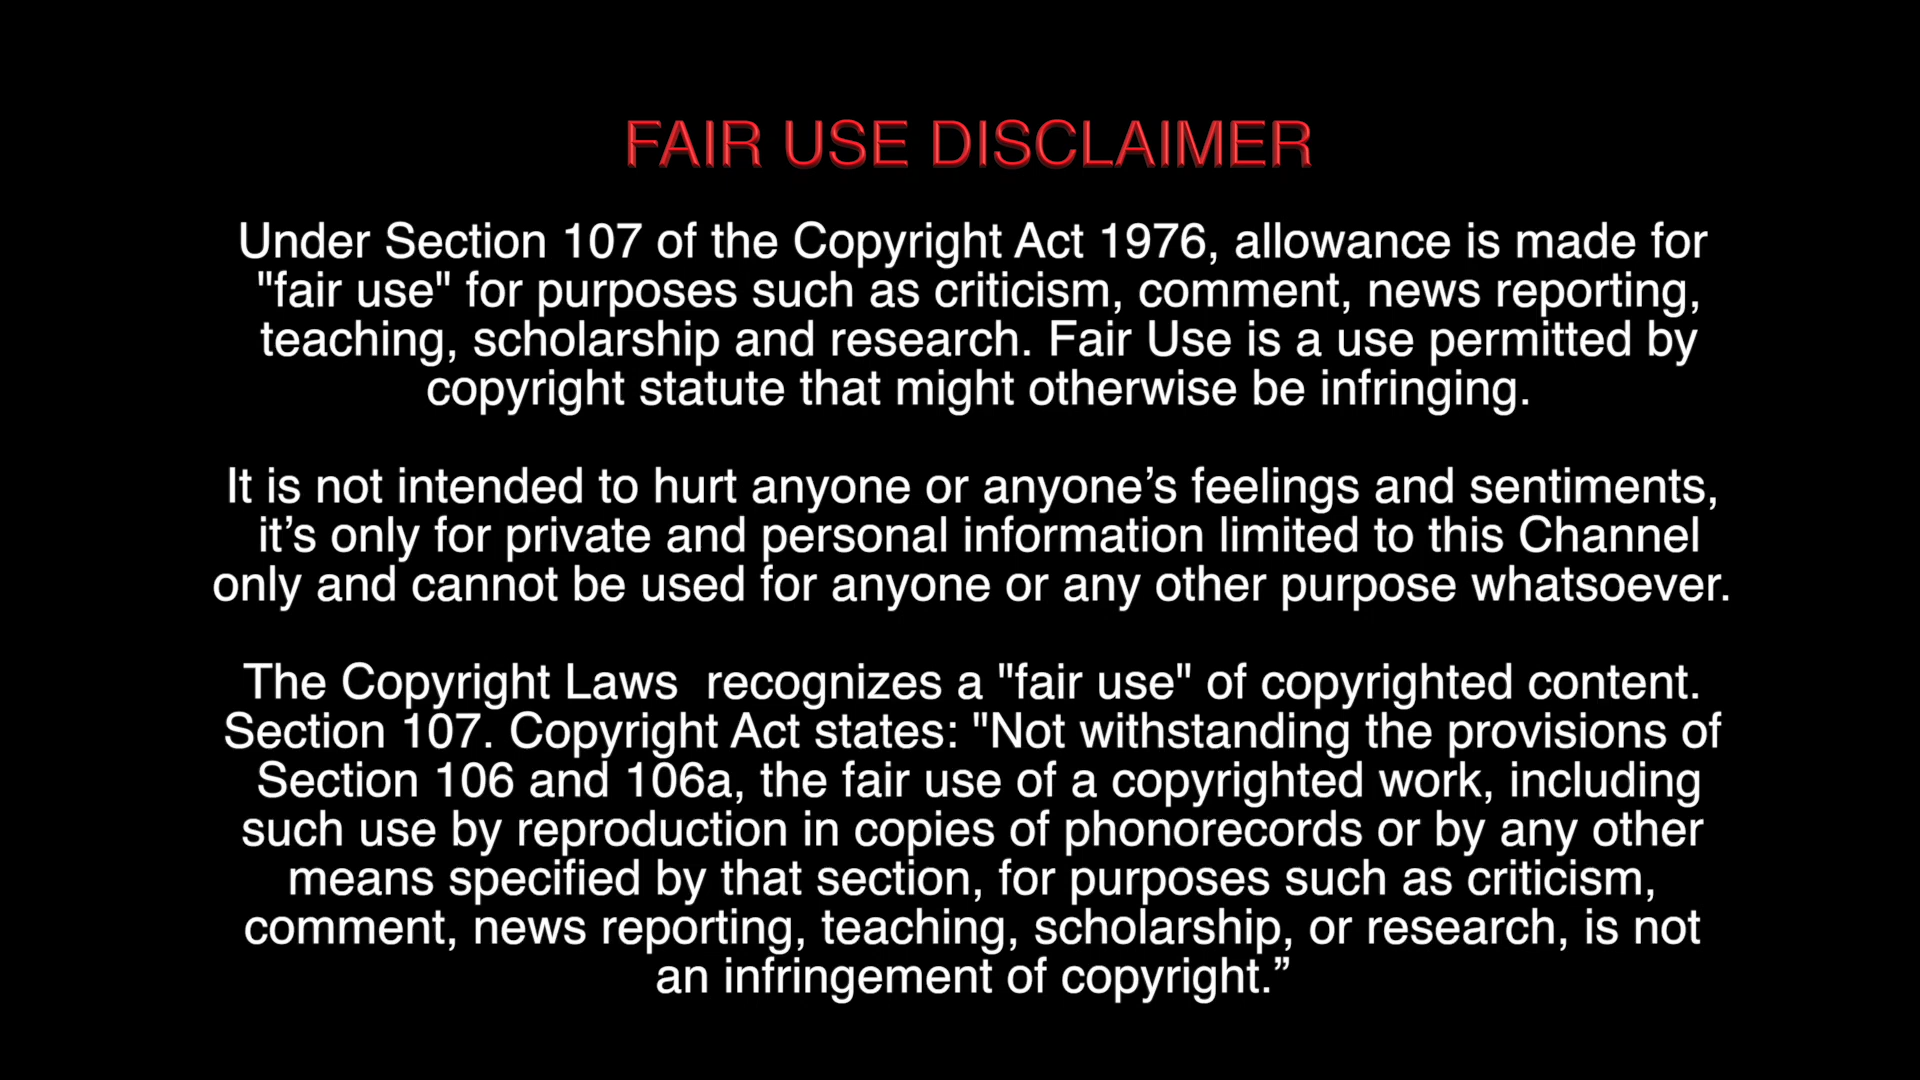 FAIR USE DISCLAIMER
Under Section 107 of the Copyright Act 1976, allowance is made for
"fair use" for purposes such as criticism, comment, news reporting,
teaching, scholarship and research. Fair Use is a use permitted by
copyright statute that might otherwise be infringing.
It is not intended to hurt anyone or anyone’s feelings and sentiments,
it’s only for private and personal information limited to this Channel
only and cannot be used for anyone or any other purpose whatsoever.
The Copyright Laws  recognizes a "fair use" of copyrighted content.
Section 107. Copyright Act states: "Not withstanding the provisions of
Section 106 and 106a, the fair use of a copyrighted work, including
such use by reproduction in copies of phonorecords or by any other
means specified by that section, for purposes such as criticism,
comment, news reporting, teaching, scholarship, or research, is not
an infringement of copyright.”